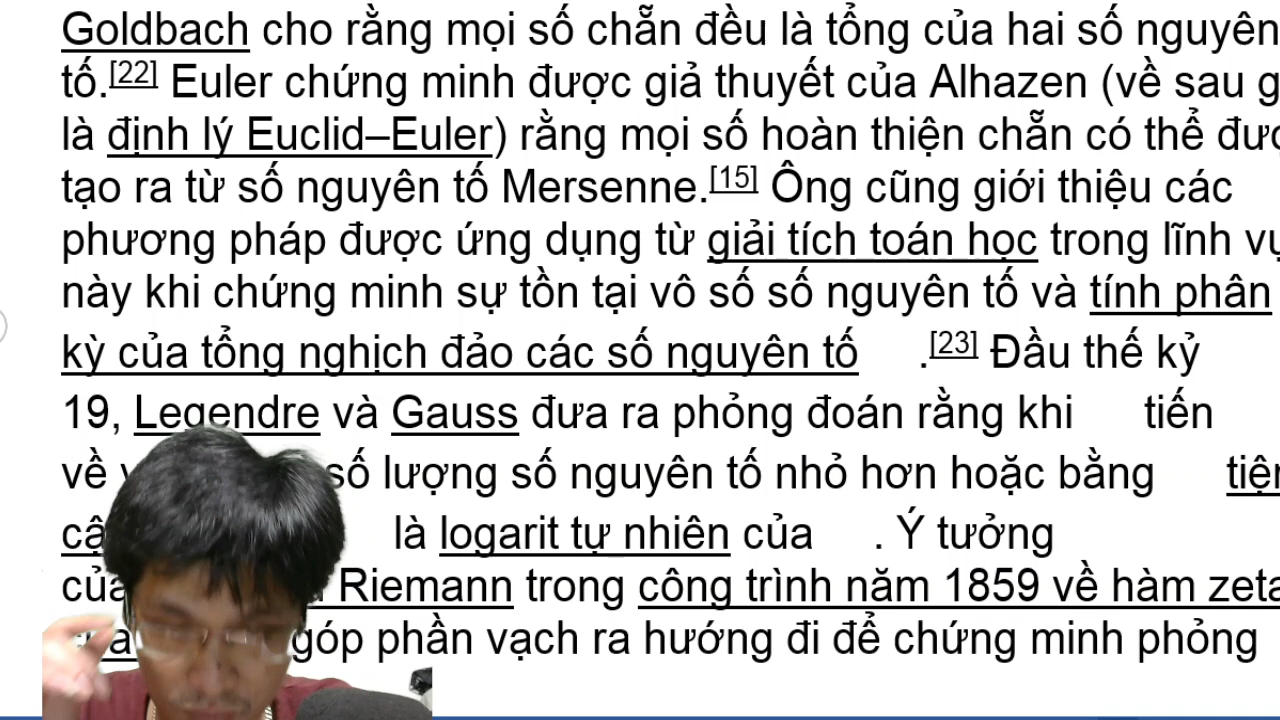 Goldbach cho rằng mọi số chẵn đều là tổng của hai số nguyên
tố.[22] Euler chứng minh được giả thuyết của Alhazen (về sau
là định lý Euclid–Euler) rằng mọi số hoàn thiện chẵn có thể
tạo ra từ số nguyên tố Mersenne.[15] Ông cũng giới thiệu các
phương pháp được ứng dụng từ giải tích toán học trong lĩnh
này khi chứng minh sự tồn tại vô số số nguyên tố và tính phân
kỳ của tổng nghịch đảo các số nguyên tố .[23] Đầu thế kỷ
19, Legendre và Gauss đưa ra phỏng đoán rằng khi tiến
về số lượng số nguyên tố nhỏ hơn hoặc bằng
là logarit tự nhiên của . Ý tưởng
Riemann trong công trình năm 1859 về hàm zeta
góp phần vạch ra hướng đi để chứng minh phỏng